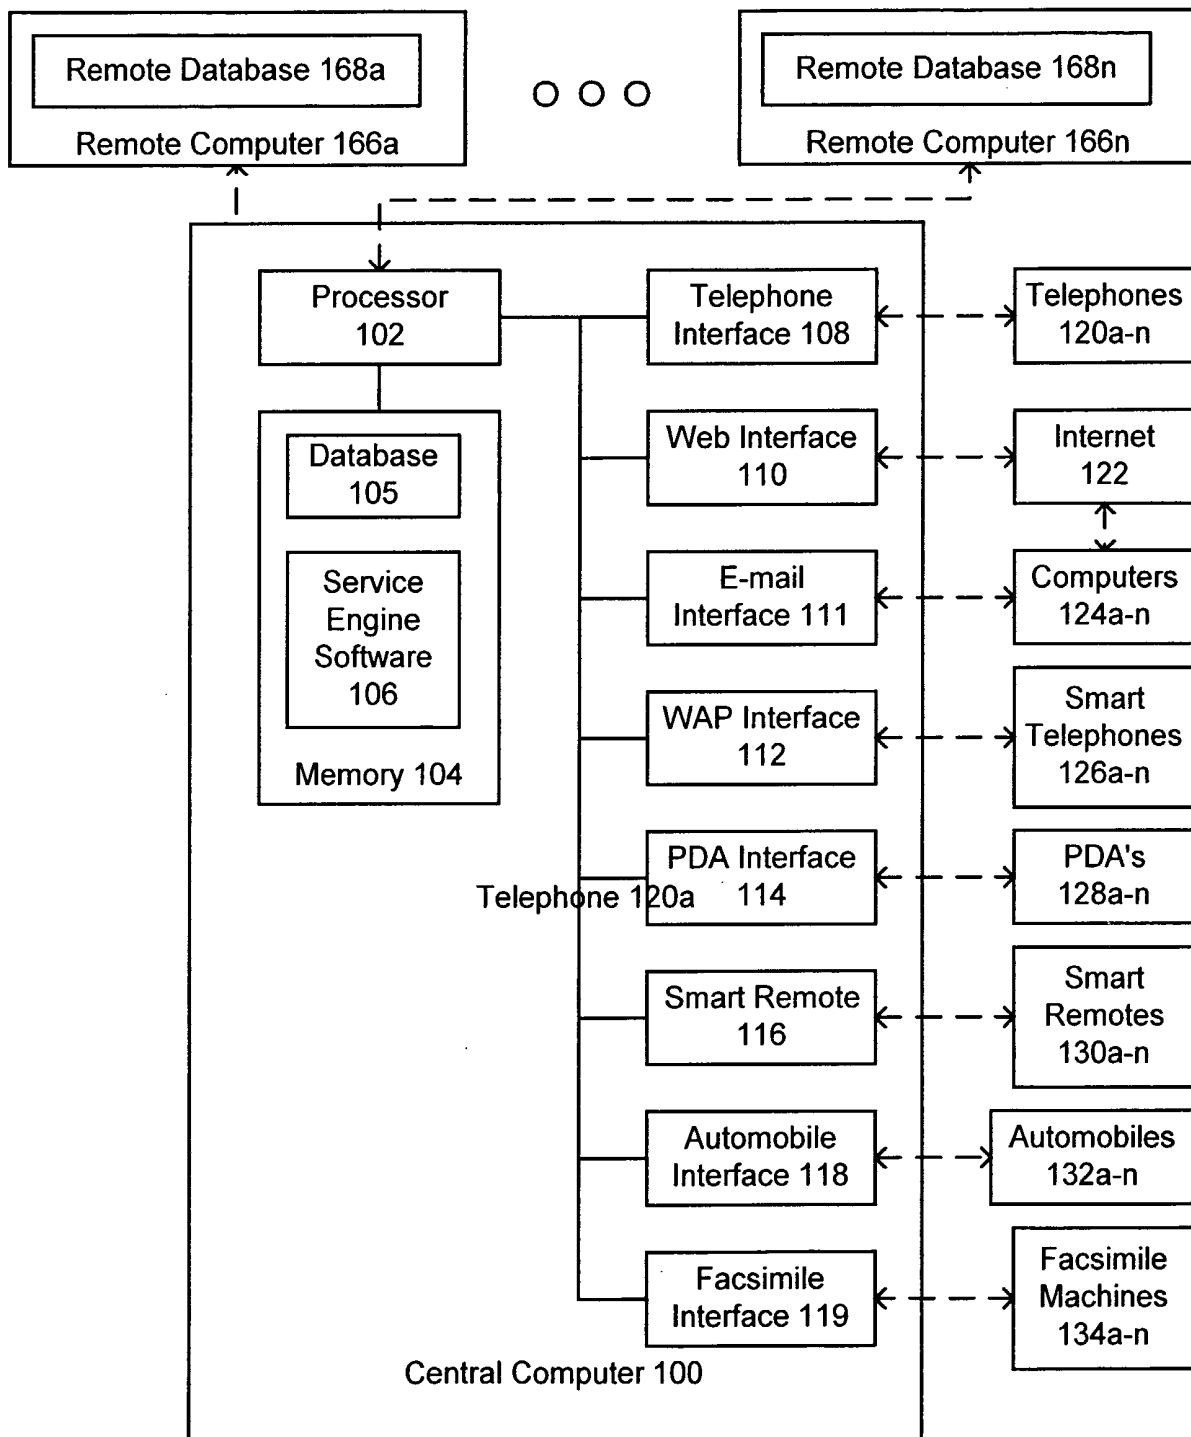 Remote Database 168a
Remote Computer 166a
Remote Database 168n
Remote Computer 166n
Processor
102
Database
105
Service
Engine
Software
106
Memory 104
Telephone
Interface 108
Telephones
120a-n
Web Interface
110
Internet
122
E-mail
Interface 111
Computers
124a-n
WAP Interface
112
Smart
Telephones
126a-n
PDA Interface
114
PDA's
128a-n
Telephone 120a
Smart Remote
116
Smart
Remotes
130a-n
Automobile
Interface 118
Automobiles
132a-n
Facsimile
Interface 119
Facsimile
Machines
134a-n
Central Computer 100